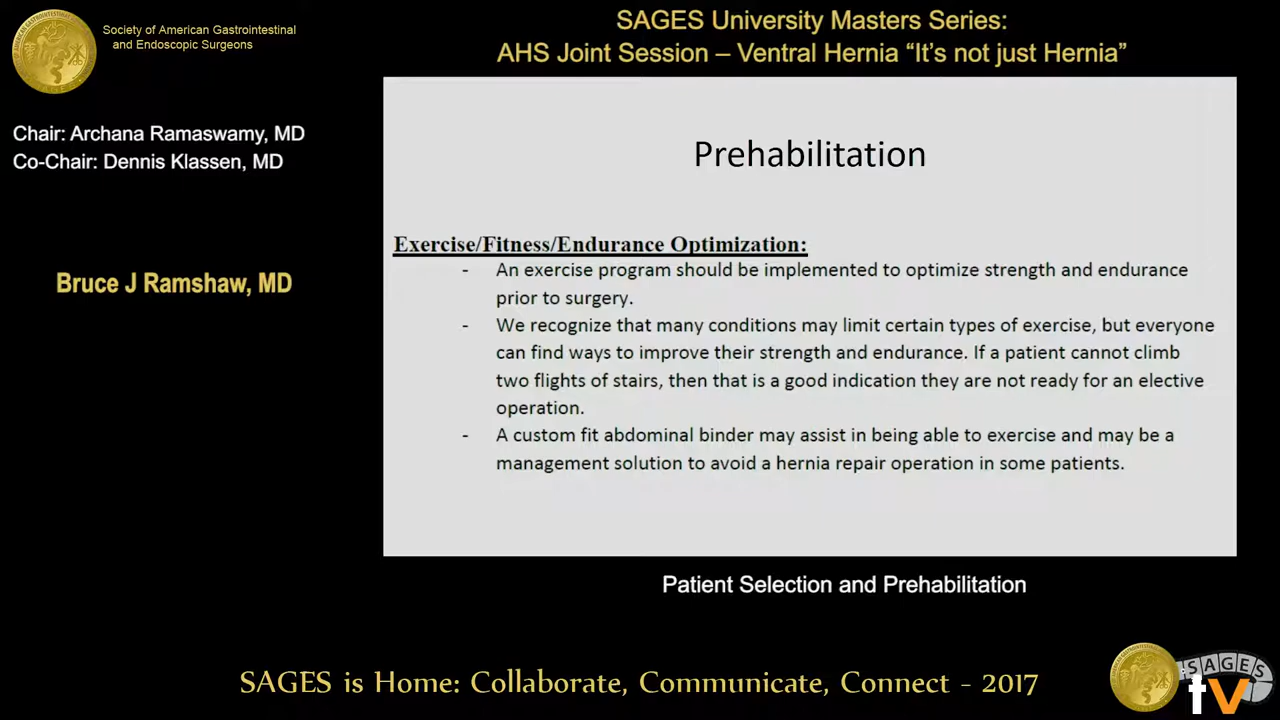 Society of American Gastrointestinal
and Endoscopic Surgeons
SAGES University Masters Series:
AHS Joint Session – Ventral Hernia “It’s not just Hernia”
Chair: Archana Ramaswamy, MD
Co-Chair: Dennis Klassen, MD
Bruce J Ramshaw, MD
Prehabilitation
Exercise/Fitness/Endurance Optimization:
- An exercise program should be implemented to optimize strength and endurance
prior to surgery.
- We recognize that many conditions may limit certain types of exercise, but everyone
can find ways to improve their strength and endurance. If a patient cannot climb
two flights of stairs, then that is a good indication they are not ready for an elective
operation.
- A custom fit abdominal binder may assist in being able to exercise and may be a
management solution to avoid a hernia repair operation in some patients.
Patient Selection and Prehabilitation
SAGES is Home: Collaborate, Communicate, Connect - 2017
SAGES
tv